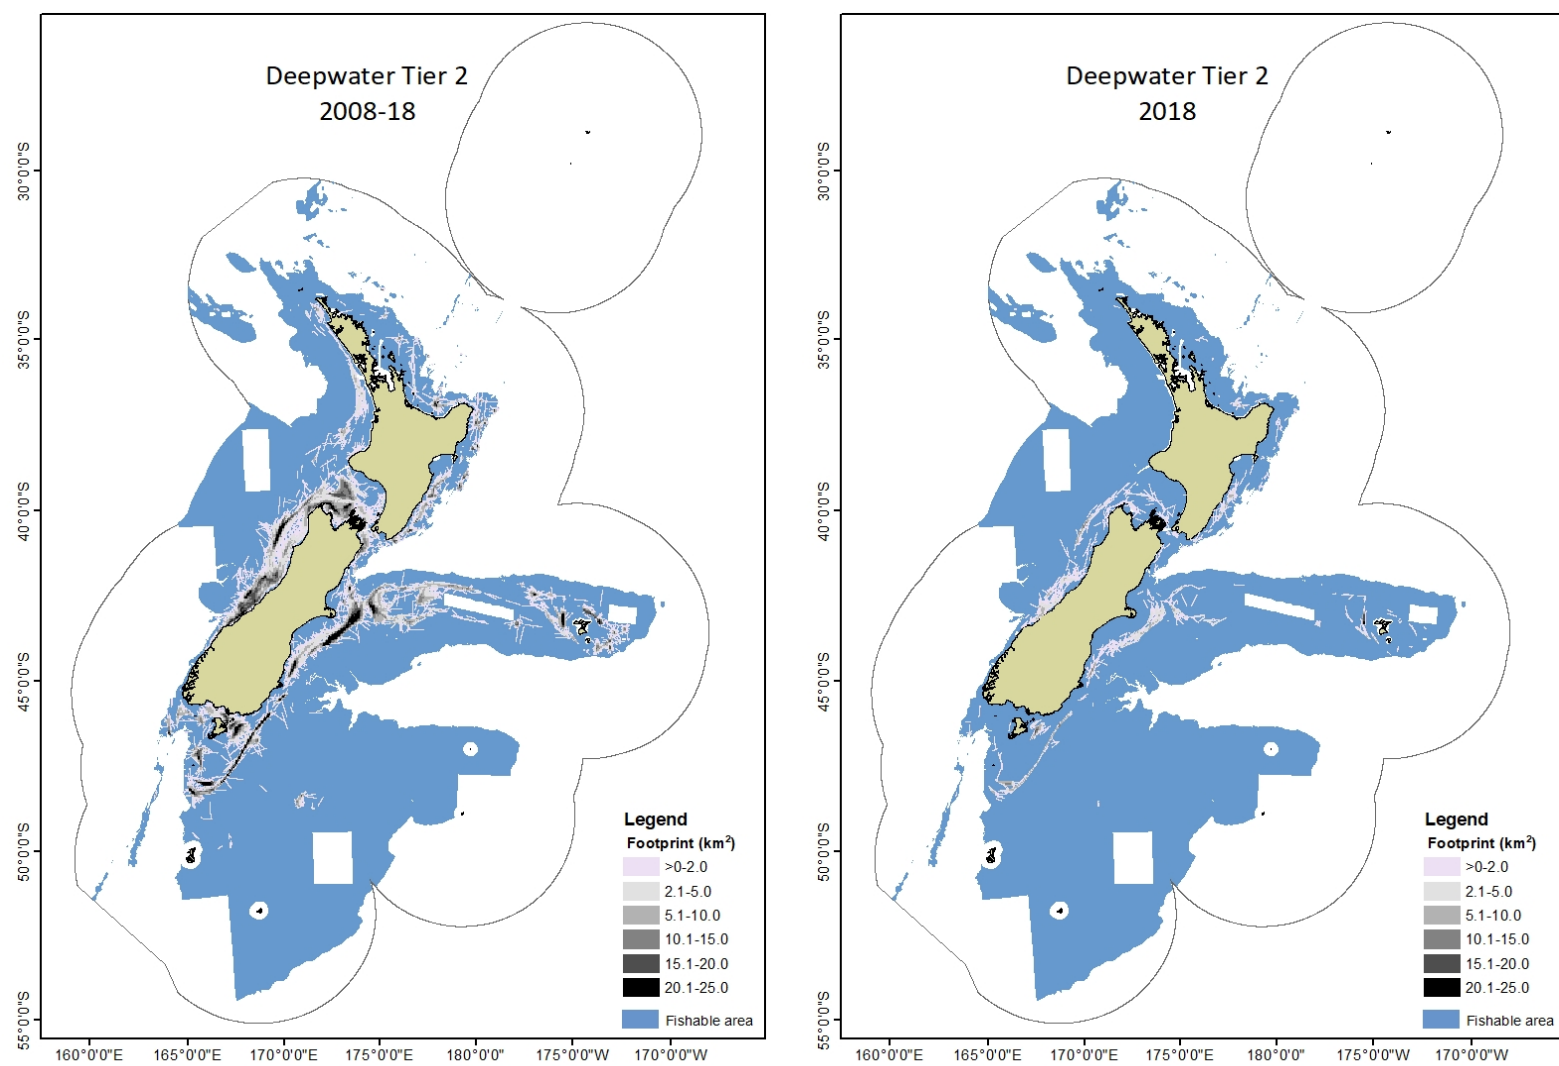 Deepwater Tier 2
2008-18
30°0'0"S
35°0'0"S
40°0'0"S
45°0'0"S
50°0'0"S
55°0'0"S
160°0'0"E
165°0'0"E
170°0'0"E
175°0'0"E
180°0'0"
175°0'0"W
170°0'0"W
Legend
Footprint (km²)
>0-2.0
2.1-5.0
5.1-10.0
10.1-15.0
15.1-20.0
20.1-25.0
Fishable area
Deepwater Tier 2
2018
30°0'0"S
35°0'0"S
40°0'0"S
45°0'0"S
50°0'0"S
55°0'0"S
160°0'0"E
165°0'0"E
170°0'0"E
175°0'0"E
180°0'0"
175°0'0"W
170°0'0"W
Legend
Footprint (km²)
>0-2.0
2.1-5.0
5.1-10.0
10.1-15.0
15.1-20.0
20.1-25.0
Fishable area